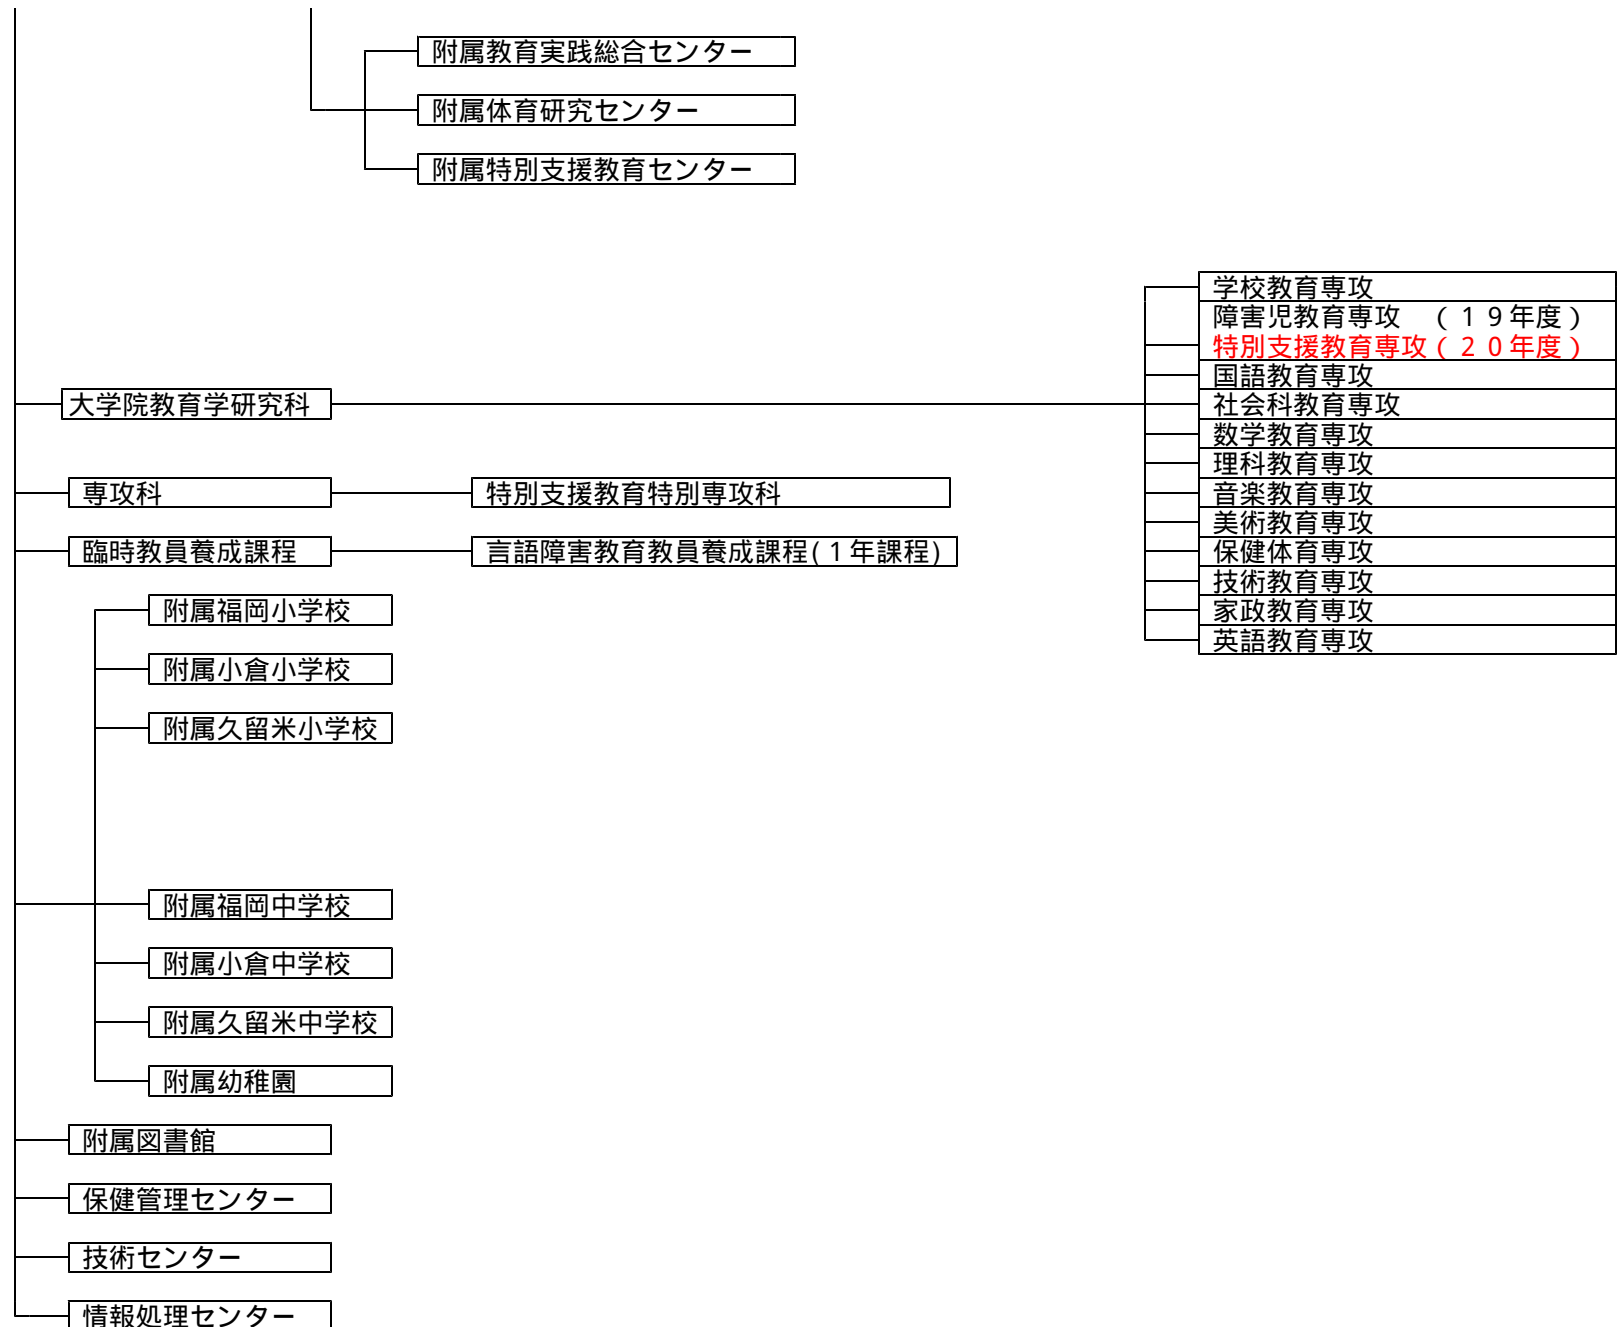 附属教育実践総合センター
附属体育研究センター
附属特別支援教育センター
学校教育専攻
障害児教育専攻　（１９年度）
特別支援教育専攻（２０年度）
国語教育専攻
大学院教育学研究科
社会科教育専攻
数学教育専攻
理科教育専攻
専攻科
特別支援教育特別専攻科
音楽教育専攻
美術教育専攻
臨時教員養成課程
言語障害教育教員養成課程(１年課程)
保健体育専攻
技術教育専攻
附属福岡小学校
家政教育専攻
英語教育専攻
附属小倉小学校
附属久留米小学校
附属福岡中学校
附属小倉中学校
附属久留米中学校
附属幼稚園
附属図書館
保健管理センター
技術センター
情報処理センター